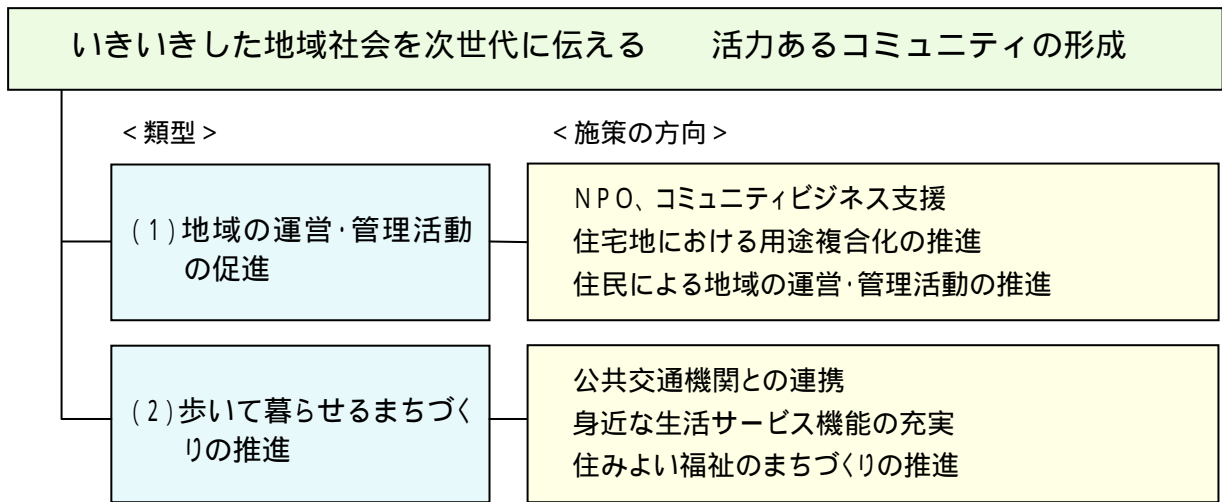 いきいきした地域社会を次世代に伝える　　活力あるコミュニティの形成
＜類型＞
＜施策の方向＞
(1)地域の運営・管理活動
の促進
NPO、コミュニティビジネス支援
住宅地における用途複合化の推進
住民による地域の運営・管理活動の推進
(2)歩いて暮らせるまちづく
りの推進
公共交通機関との連携
身近な生活サービス機能の充実
住みよい福祉のまちづくりの推進